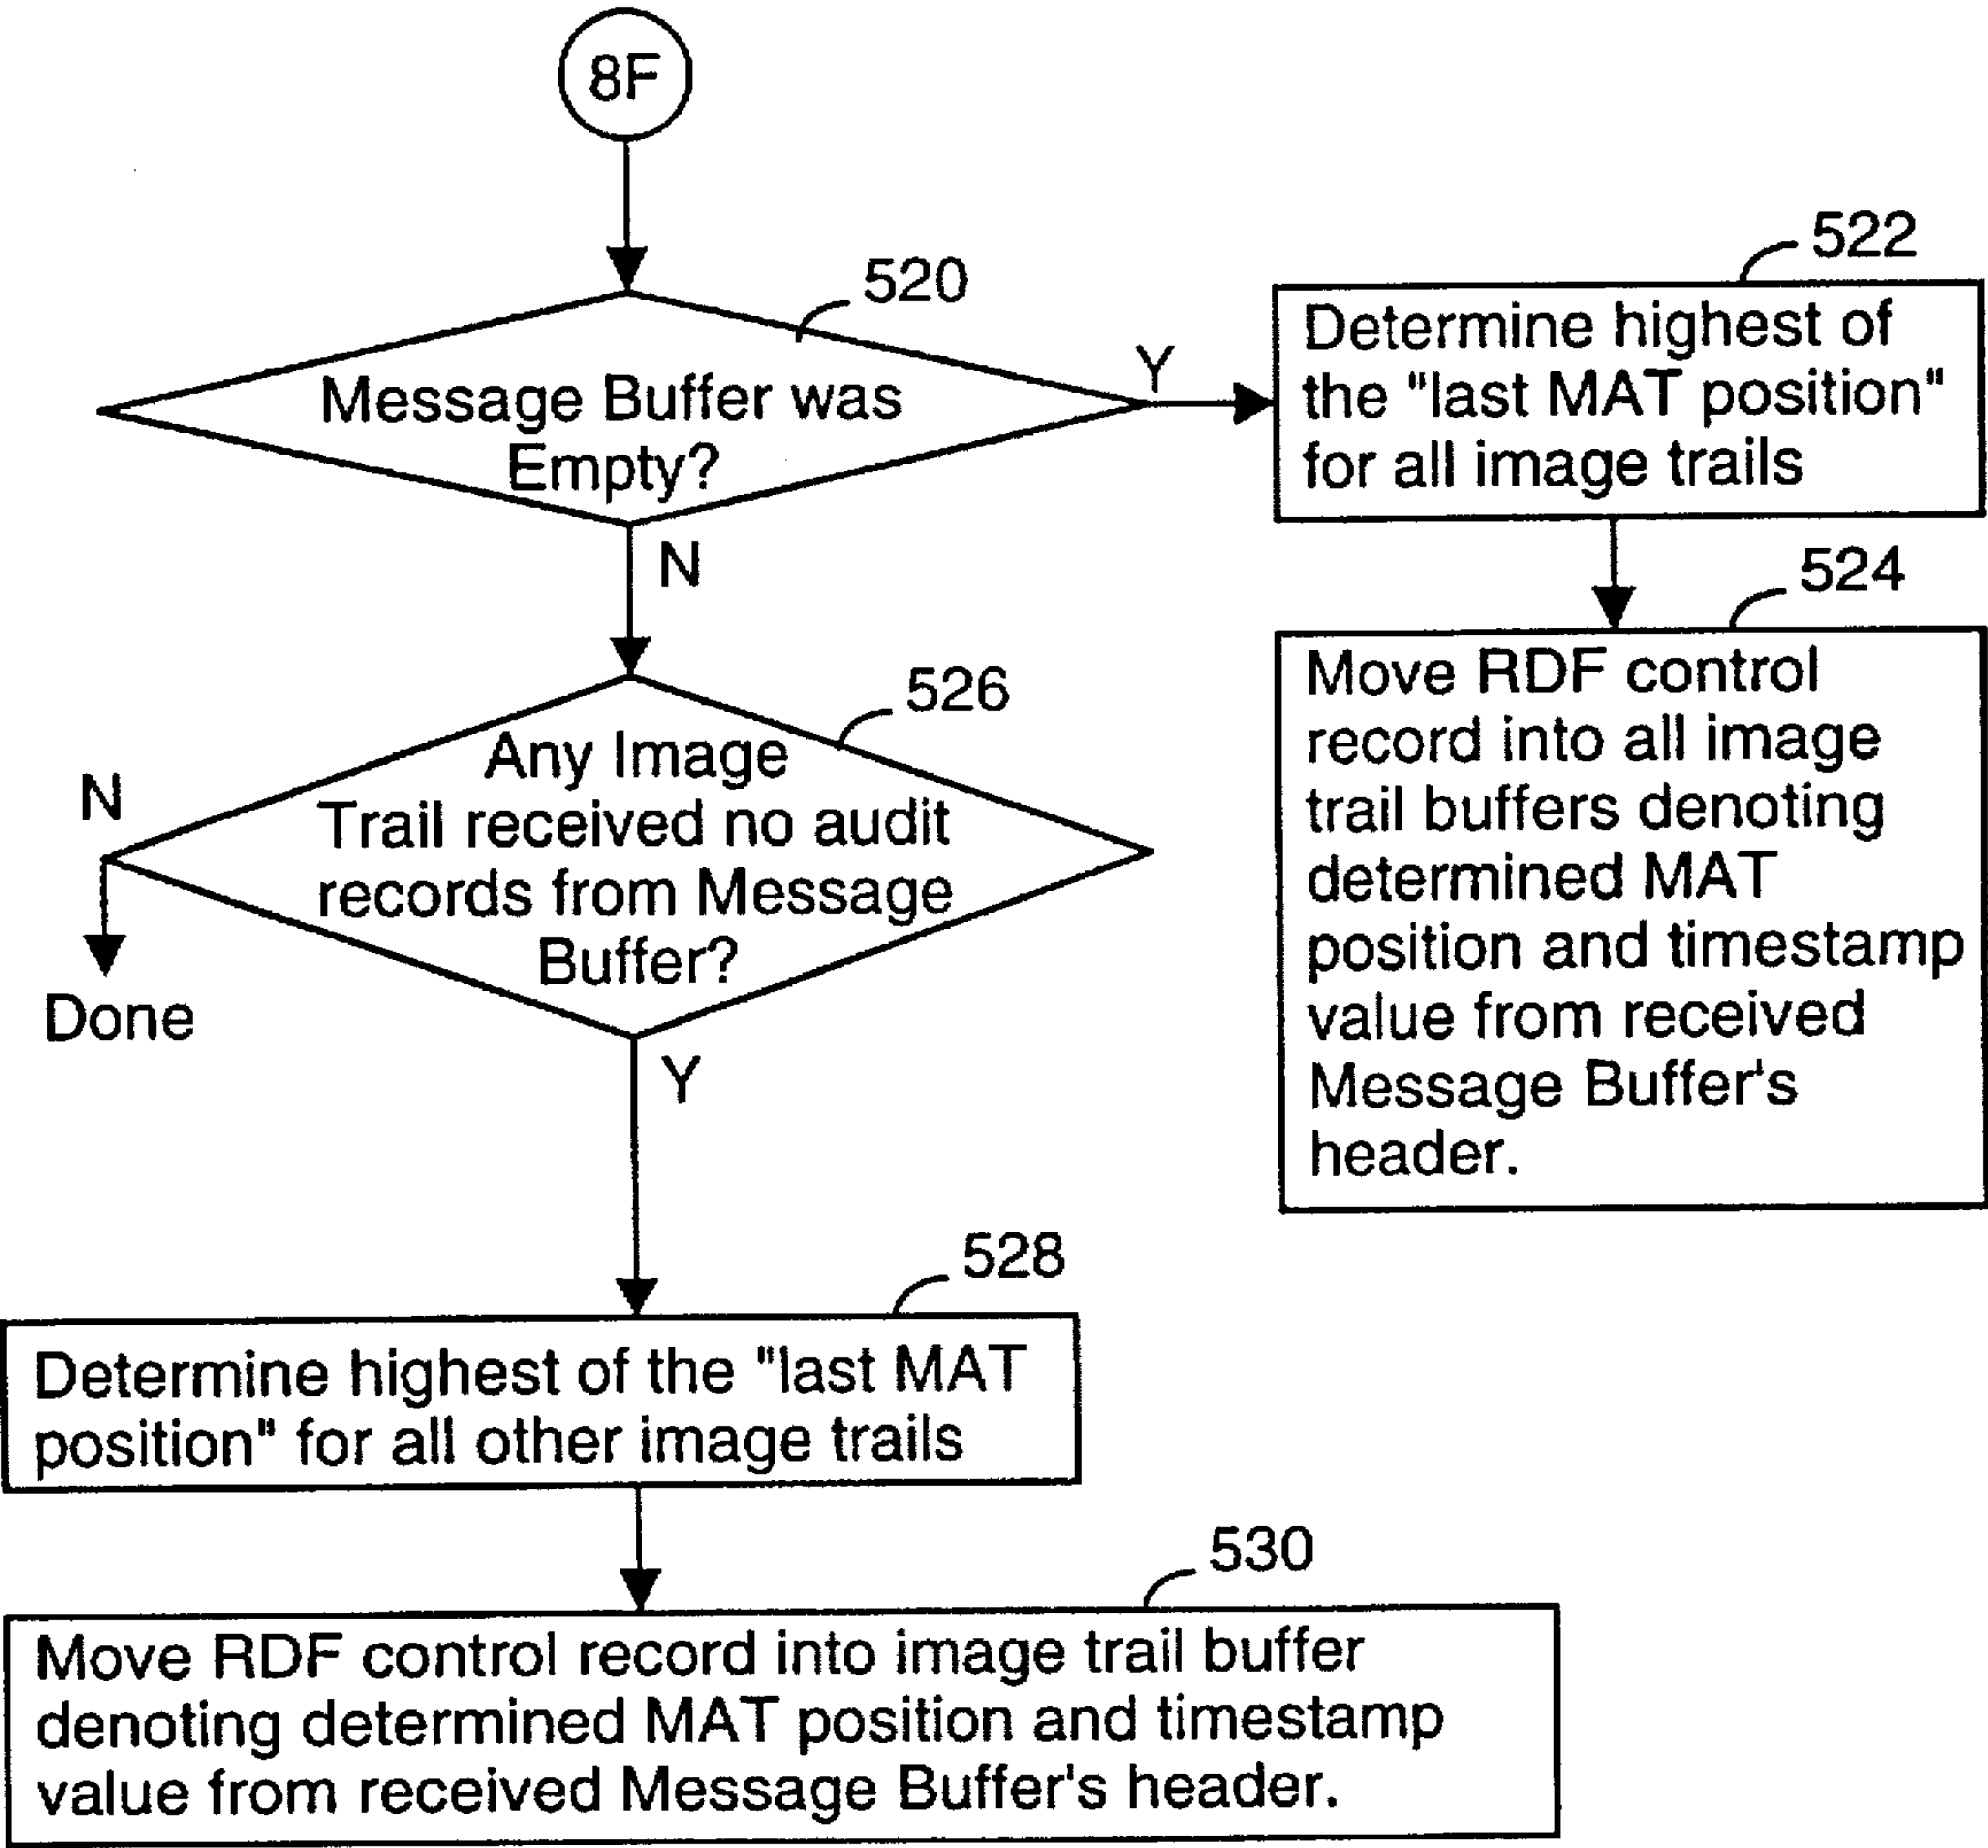 8F
520
Message Buffer was
Empty?
Y
N
522
Determine highest of
the "last MAT position"
for all image trails
524
Move RDF control
record into all image
trail buffers denoting
determined MAT
position and timestamp
value from received
Message Buffer's
header.
526
Any Image
Trail received no audit
records from Message
Buffer?
N
Done
Y
528
Determine highest of the "last MAT
position" for all other image trails
530
Move RDF control record into image trail buffer
denoting determined MAT position and timestamp
value from received Message Buffer's header.